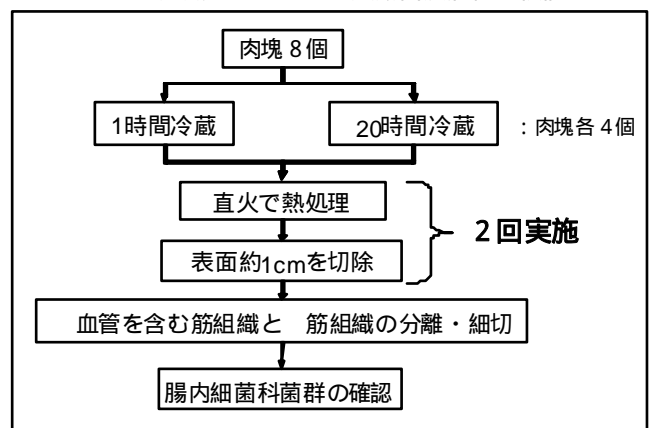 肉塊8個
1時間冷蔵
20時間冷蔵
:肉塊各4個
直火で熱処理
表面約1cmを切除
2回実施
血管を含む筋組織と 筋組織の分離・細切
腸内細菌科菌群の確認